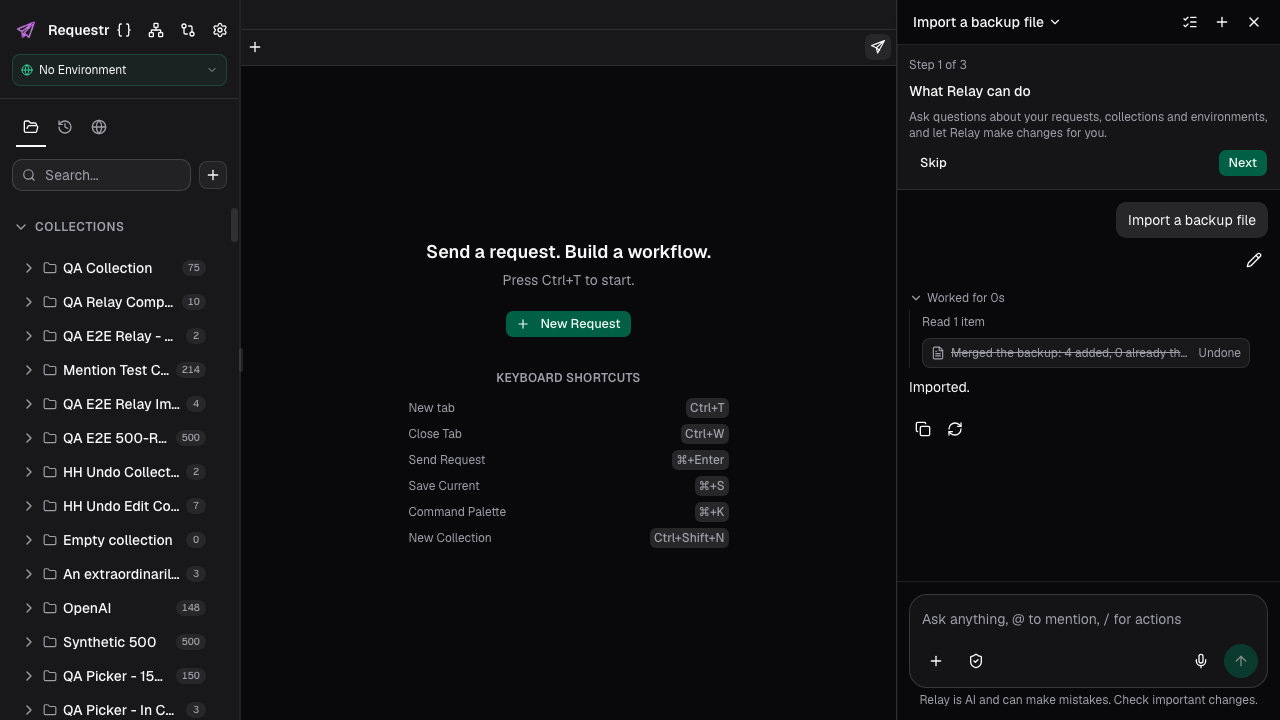 Requestr
No Environment
Search...
COLLECTIONS
QA Collection 75
QA Relay Comp... 10
QA E2E Relay - ... 2
Mention Test C... 214
QA E2E Relay Im... 4
QA E2E 500-R... 500
HH Undo Collect... 2
HH Undo Edit Co... 7
Empty collection 0
An extraordinaril... 3
OpenAI 148
Synthetic 500 500
QA Picker - 15... 150
QA Picker - In C... 3
Send a request. Build a workflow.
Press Ctrl+T to start.
New Request
KEYBOARD SHORTCUTS
New tab Ctrl+T
Close Tab Ctrl+W
Send Request ⌘+Enter
Save Current ⌘+S
Command Palette ⌘+K
New Collection Ctrl+Shift+N
Import a backup file
Step 1 of 3
What Relay can do
Ask questions about your requests, collections and environments,
and let Relay make changes for you.
Skip Next
Import a backup file
Worked for 0s
Read 1 item
Merged the backup: 4 added, 0 already th... Undone
Imported.
Ask anything, @ to mention, / for actions
Relay is AI and can make mistakes. Check important changes.